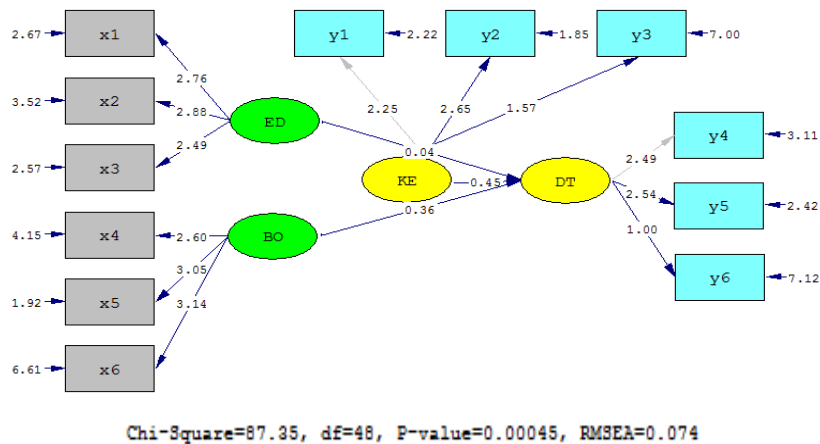 2.67 x1 y1 2.22 y2 1.85 y3 7.00
2.76
3.52 x2 2.88 ED 2.25 2.65 1.57
2.49 y4 3.11
2.57 x3 0.04 2.49
KE 0.45 DT
2.54 y5 2.42
0.36
4.15 x4 2.60 BO 1.00
3.05
y6 7.12
1.92 x5 3.14
6.61 x6
Chi-Square=87.35, df=48, P-value=0.00045, RMSEA=0.074